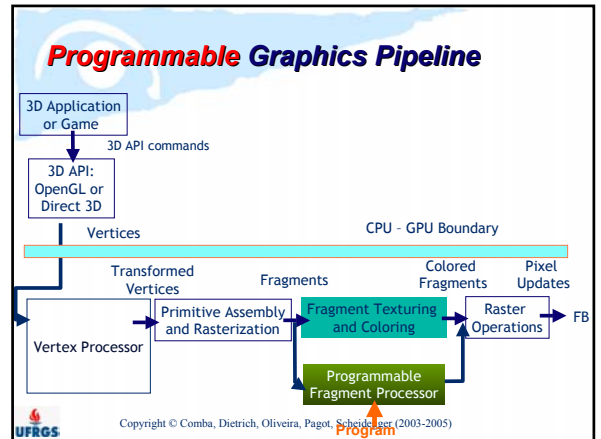 Programmable Graphics Pipeline
3D Application
or Game
3D API commands
3D API:
OpenGL or
Direct 3D
Vertices
CPU – GPU Boundary
Transformed
Vertices
Fragments
Colored
Fragments
Pixel
Updates
Vertex Processor
Primitive Assembly
and Rasterization
Fragment Texturing
and Coloring
Raster
Operations
FB
Programmable
Fragment Processor
Copyright © Comba, Dietrich, Oliveira, Pagot, Scheidegger (2003-2005)
Program
UFRGS